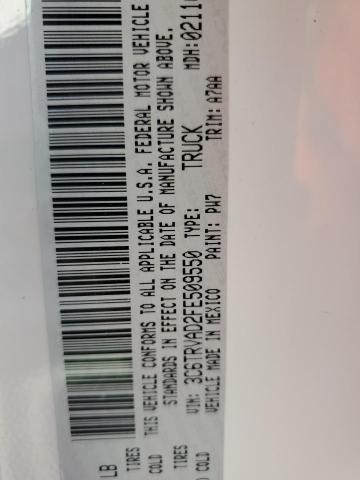 LB
TIRES
COLD
THIS VEHICLE CONFORMS TO ALL APPLICABLE U.S.A. FEDERAL MOTOR VEHICLE
STANDARDS IN EFFECT ON THE DATE OF MANUFACTURE SHOWN ABOVE.
TIRES
COLD
VIN: 3C6TRVAD2FE509550 TYPE: TRUCK MDH:0211
VEHICLE MADE IN MEXICO PAINT: PW7 TRIM: A7AA